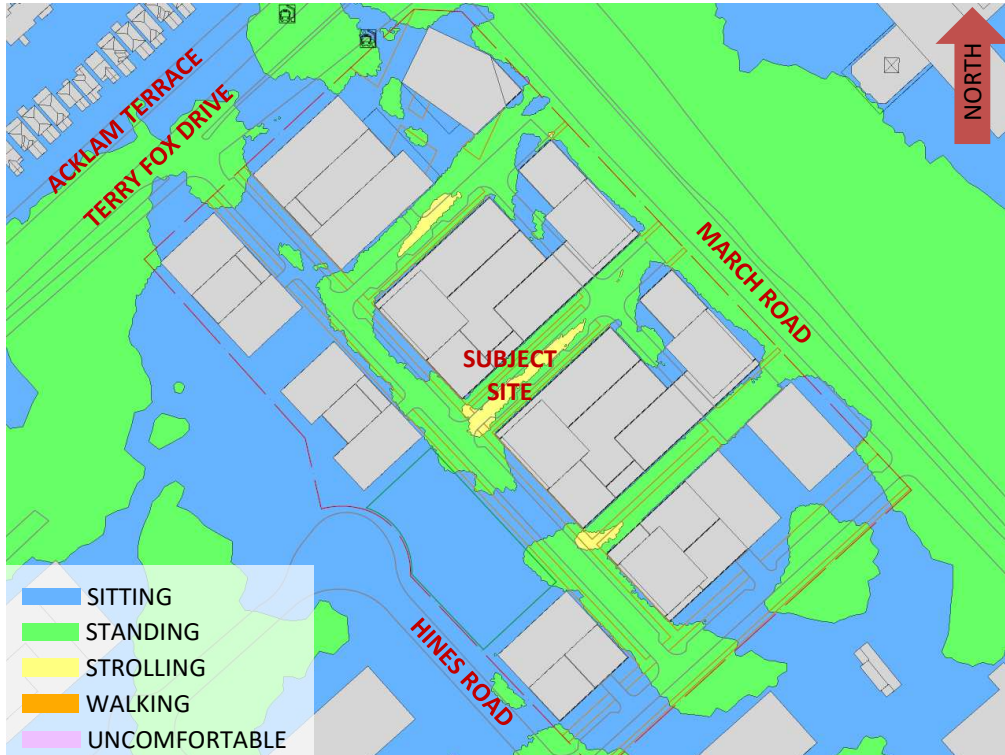 ACKLAM TERRACE
TERRY FOX DRIVE
NORTH
MARCH ROAD
SUBJECT
SITE
HINES ROAD
SITTING
STANDING
STROLLING
WALKING
UNCOMFORTABLE